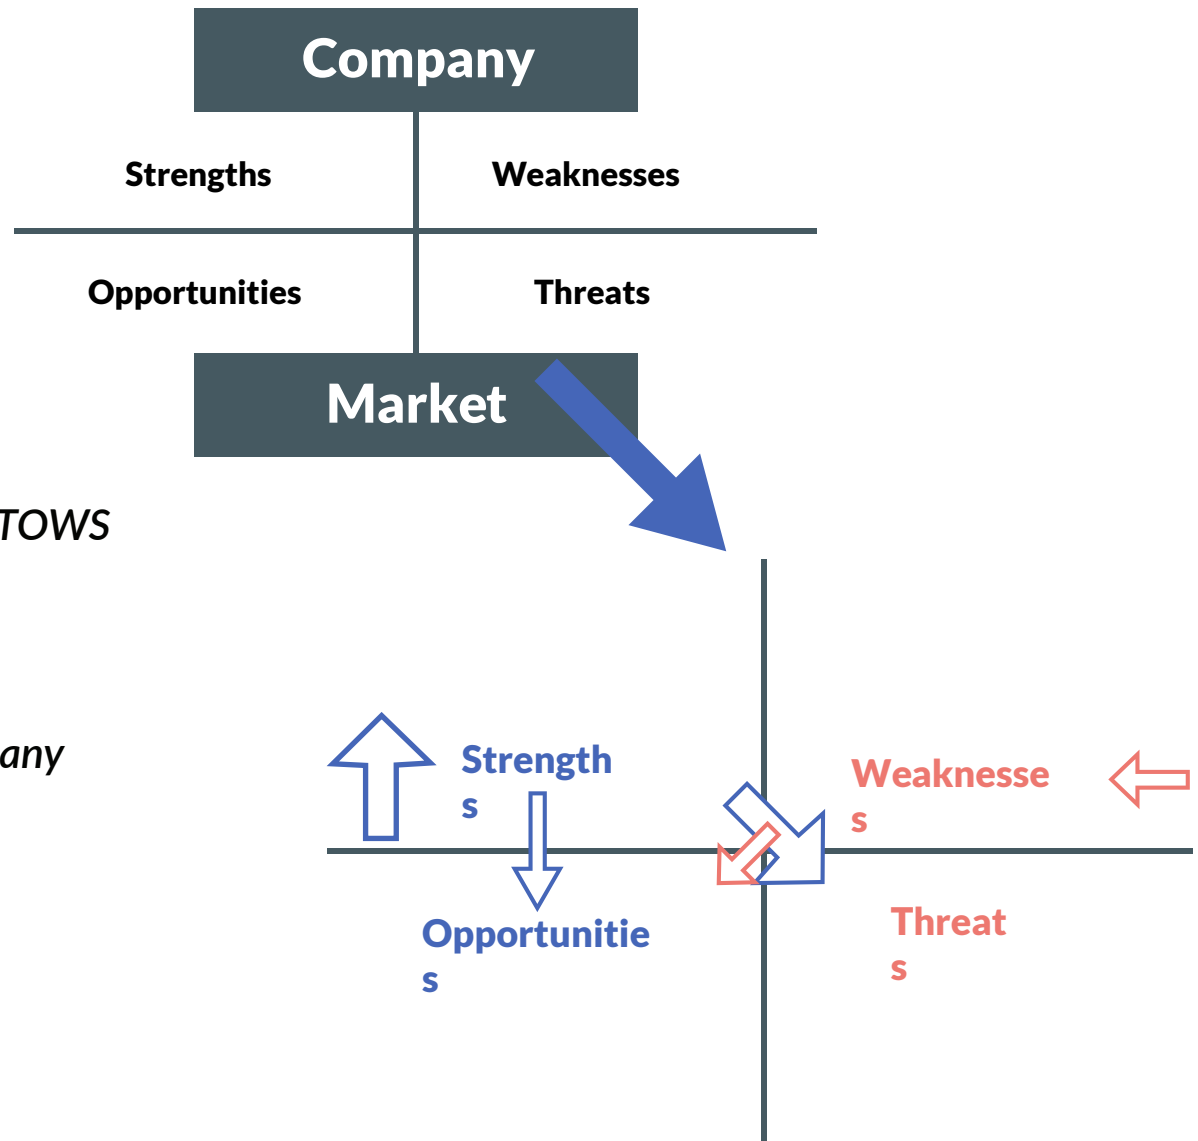 Company
Strengths
Weaknesses
Opportunities
Threats
Market
TOWS
any
Strength
s
Weaknesse
s
Opportunitie
s
Threat
s